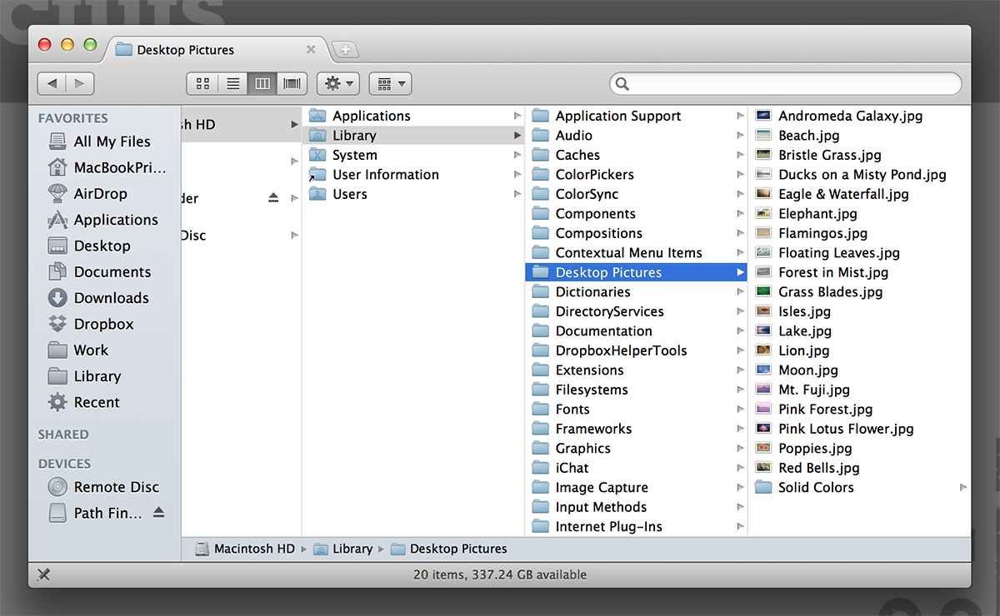 Desktop Pictures
FAVORITES
All My Files
MacBookPri...
AirDrop
Applications
Desktop
Documents
Downloads
Dropbox
Work
Library
Recent
SHARED
DEVICES
Remote Disc
Path Fin...
sh HD
der
Disc
Applications
Library
System
User Information
Users
Application Support
Audio
Caches
ColorPickers
ColorSync
Components
Compositions
Contextual Menu Items
Desktop Pictures
Dictionaries
DirectoryServices
Documentation
DropboxHelperTools
Extensions
Filesystems
Fonts
Frameworks
Graphics
iChat
Image Capture
Input Methods
Internet Plug-Ins
Andromeda Galaxy.jpg
Beach.jpg
Bristle Grass.jpg
Ducks on a Misty Pond.jpg
Eagle & Waterfall.jpg
Elephant.jpg
Flamingos.jpg
Floating Leaves.jpg
Forest in Mist.jpg
Grass Blades.jpg
Isles.jpg
Lake.jpg
Lion.jpg
Moon.jpg
Mt. Fuji.jpg
Pink Forest.jpg
Pink Lotus Flower.jpg
Poppies.jpg
Red Bells.jpg
Solid Colors
Macintosh HD Library Desktop Pictures
20 items, 337.24 GB available